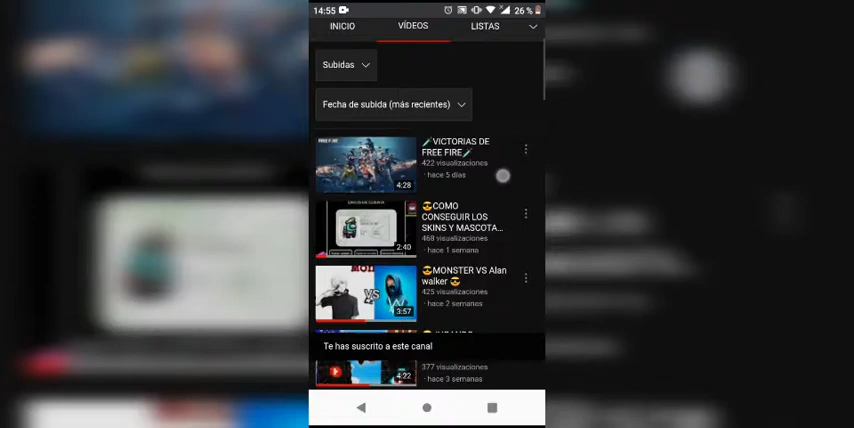 14:55
26 %
INICIO
VÍDEOS
LISTAS
Subidas
Fecha de subida (más recientes)
FREE FIRE
4:28
VICTORIAS DE
FREE FIRE
422 visualizaciones
· hace 5 días
2:40
COMO
CONSEGUIR LOS
SKINS Y MASCOTA...
468 visualizaciones
· hace 1 semana
VS
3:57
MONSTER VS Alan
walker
425 visualizaciones
· hace 2 semanas
Te has suscrito a este canal
4:22
377 visualizaciones
· hace 3 semanas